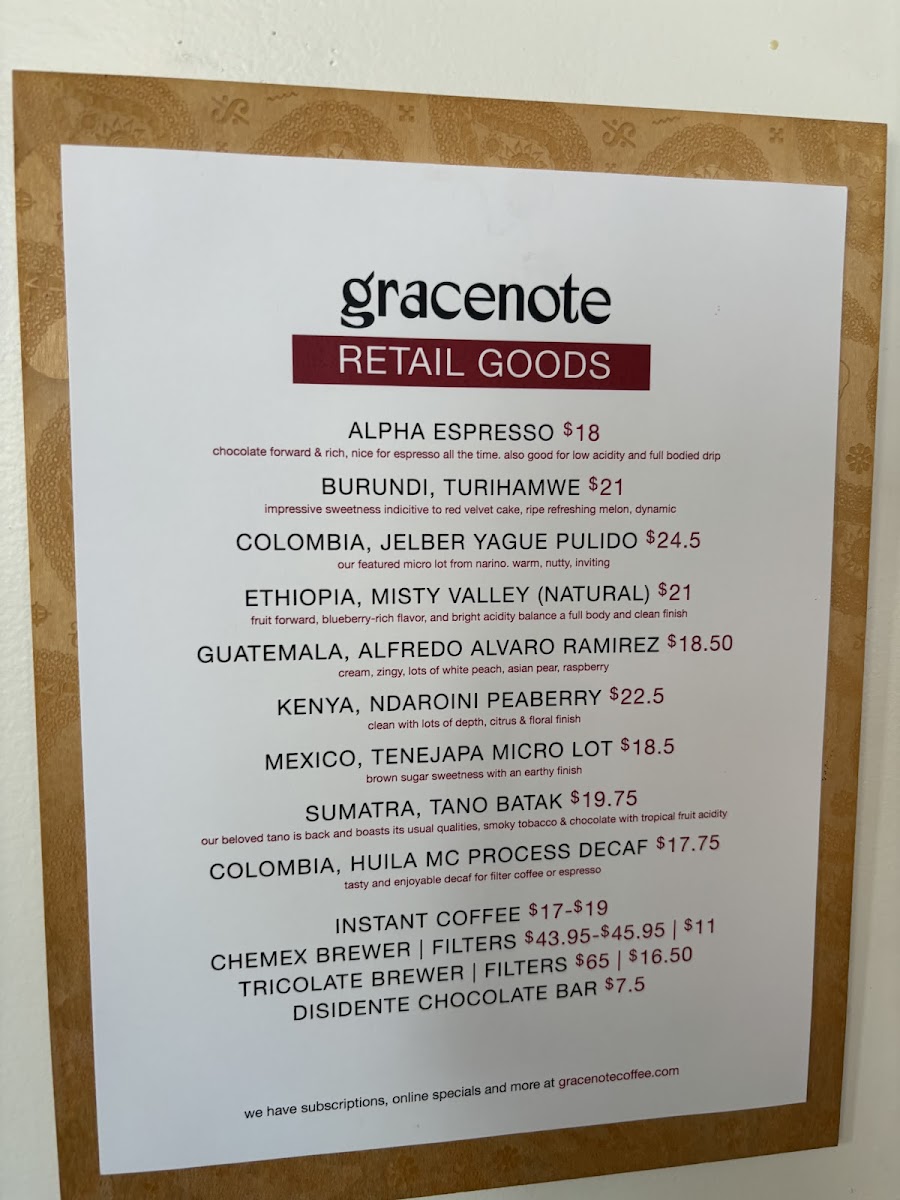 gracenote
RETAIL GOODS
ALPHA ESPRESSO $18
chocolate forward & rich, nice for espresso all the time. also good for low acidity and full bodied drip
BURUNDI, TURIHAMWE $21
impressive sweetness indicitive to red velvet cake, ripe refreshing melon, dynamic
COLOMBIA, JELBER YAGUE PULIDO $24.5
our featured micro lot from narino. warm, nutty, inviting
ETHIOPIA, MISTY VALLEY (NATURAL) $21
fruit forward, blueberry-rich flavor, and bright acidity balance a full body and clean finish
GUATEMALA, ALFREDO ALVARO RAMIREZ $18.50
cream, zingy, lots of white peach, asian pear, raspberry
KENYA, NDAROINI PEABERRY $22.5
clean with lots of depth, citrus & floral finish
MEXICO, TENEJAPA MICRO LOT $18.5
brown sugar sweetness with an earthy finish
SUMATRA, TANO BATAK $19.75
our beloved tano is back and boasts its usual qualities, smoky tobacco & chocolate with tropical fruit acidity
COLOMBIA, HUILA MC PROCESS DECAF $17.75
tasty and enjoyable decaf for filter coffee or espresso
INSTANT COFFEE $17-$19
CHEMEX BREWER | FILTERS $43.95-$45.95 | $11
TRICOLATE BREWER | FILTERS $65 | $16.50
DISIDENTE CHOCOLATE BAR $7.5
we have subscriptions, online specials and more at gracenotecoffee.com